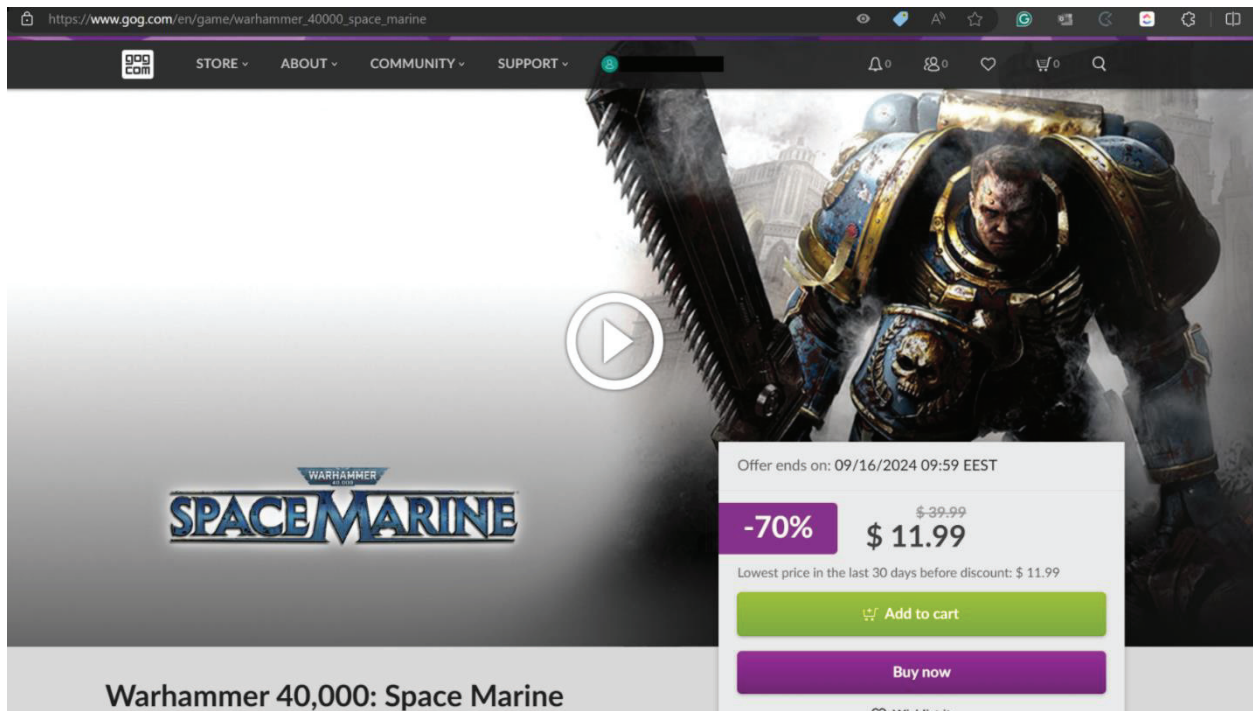 https://www.gog.com/en/game/warhammer_40000_space_marine
gog
com
STORE
ABOUT
COMMUNITY
SUPPORT
0
0
0
WARHAMMER
40,000
SPACE MARINE
Offer ends on: 09/16/2024 09:59 EEST
-70%
$ 39.99
$ 11.99
Lowest price in the last 30 days before discount: $ 11.99
Add to cart
Buy now
Warhammer 40,000: Space Marine
Wishlist it